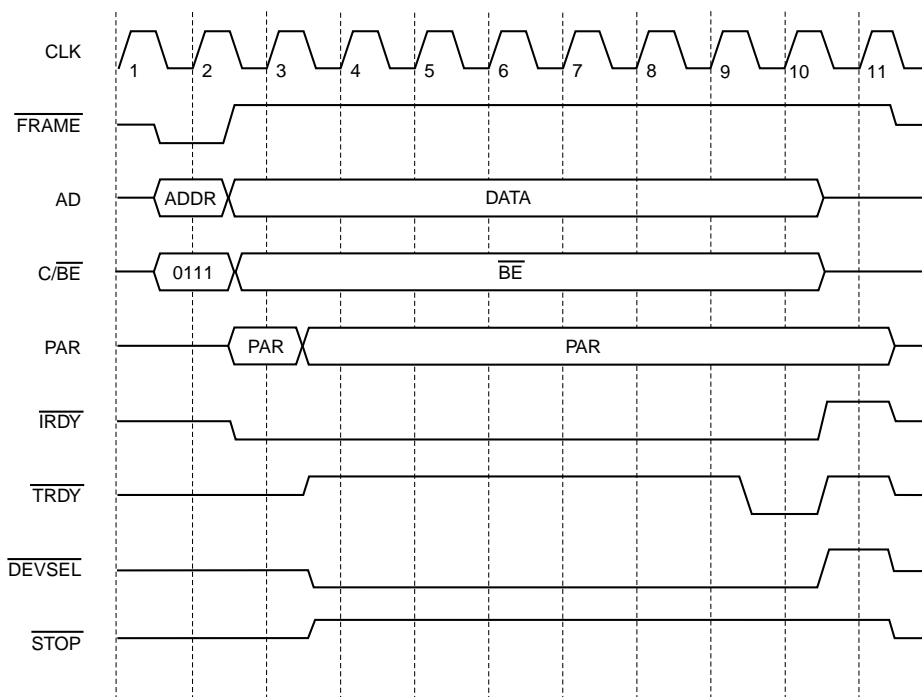 CLK
1 2 3 4 5 6 7 8 9 10 11
FRAME
AD ADDR DATA
C/BE 0111 BE
PAR PAR PAR
IRDY
TRDY
DEVSEL
STOP